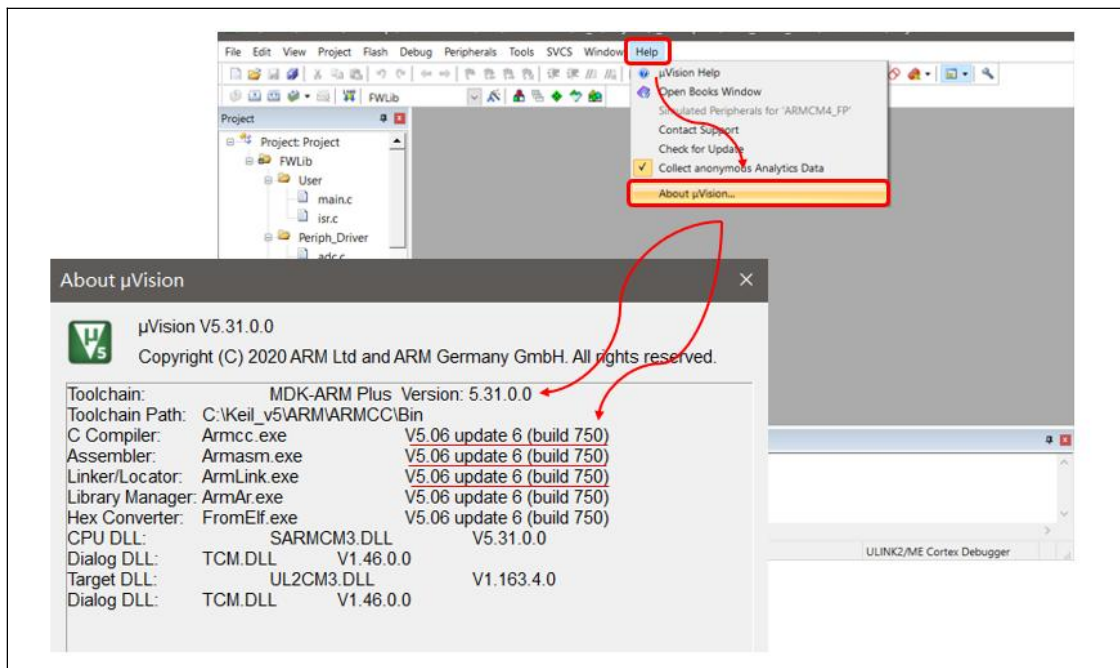 File Edit View Project Flash Debug Peripherals Tools SVCS Window Help
µVision Help
FWLib
Open Books Window
Project
Simulated Peripherals for 'ARMCM4_FP'
Project: Project
Contact Support
FWLib
Check for Update
User
Collect anonymous Analytics Data
main.c
About µVision...
isr.c
Periph_Driver
adc.c
About µVision
µVision V5.31.0.0
Copyright (C) 2020 ARM Ltd and ARM Germany GmbH. All rights reserved.
Toolchain: MDK-ARM Plus Version: 5.31.0.0
Toolchain Path: C:\Keil_v5\ARM\ARMCC\Bin
C Compiler: Armcc.exe V5.06 update 6 (build 750)
Assembler: Armasm.exe V5.06 update 6 (build 750)
Linker/Locator: ArmLink.exe V5.06 update 6 (build 750)
Library Manager: ArmAr.exe V5.06 update 6 (build 750)
Hex Converter: FromElf.exe V5.06 update 6 (build 750)
CPU DLL: SARMCM3.DLL V5.31.0.0
Dialog DLL: TCM.DLL V1.46.0.0
Target DLL: UL2CM3.DLL V1.163.4.0
Dialog DLL: TCM.DLL V1.46.0.0
ULINK2/ME Cortex Debugger